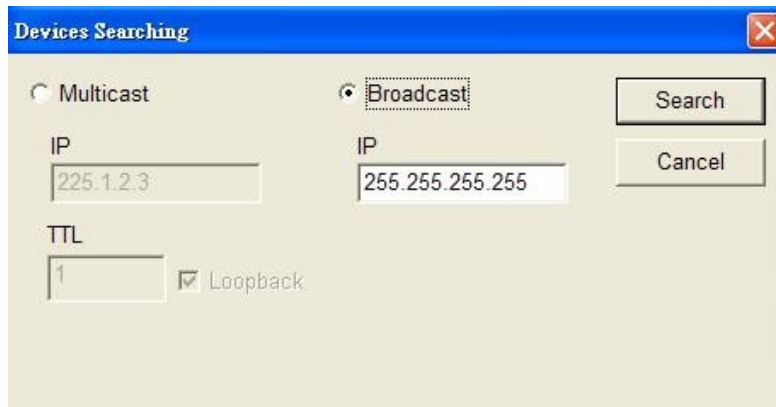 Devices Searching
Multicast
Broadcast
Search
IP
IP
Cancel
225.1.2.3
255.255.255.255
TTL
1
Loopback